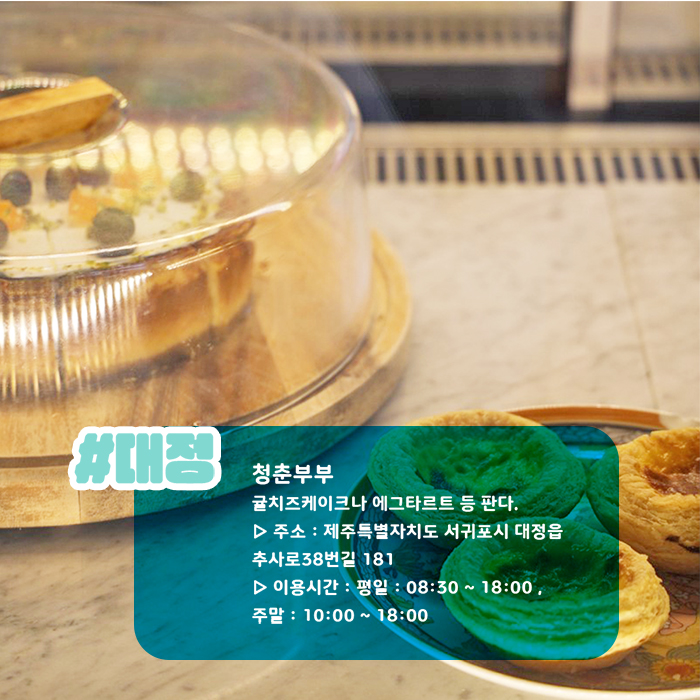 #대정
청춘부부
귤치즈케이크나 에그타르트 등 판다.
▷ 주소 : 제주특별자치도 서귀포시 대정읍
추사로38번길 181
▷ 이용시간 : 평일 : 08:30 ~ 18:00 ,
주말 : 10:00 ~ 18:00